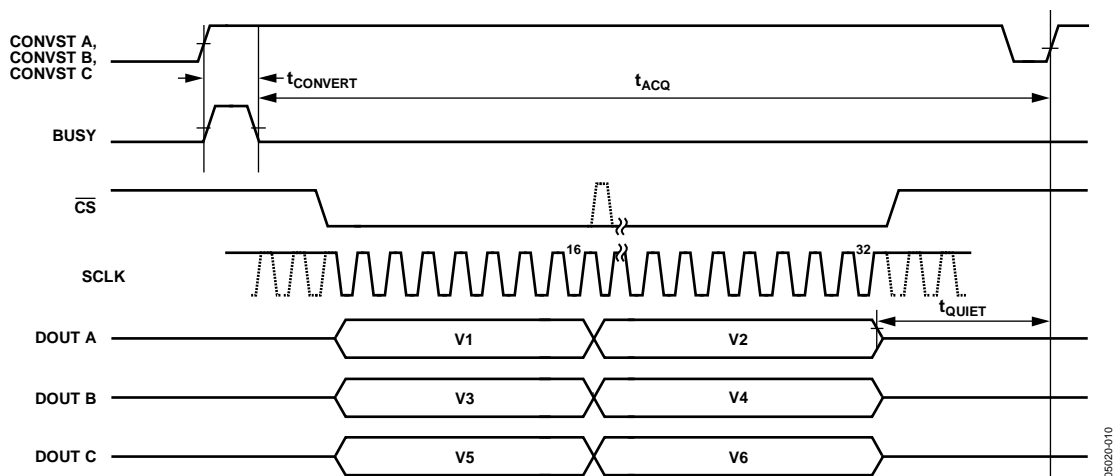 CONVST A,
CONVST B,
CONVST C
tCONVERT
tACQ
BUSY
CS
16
32
SCLK
tQUIET
DOUT A
V1
V2
DOUT B
V3
V4
DOUT C
V5
V6
05020-010